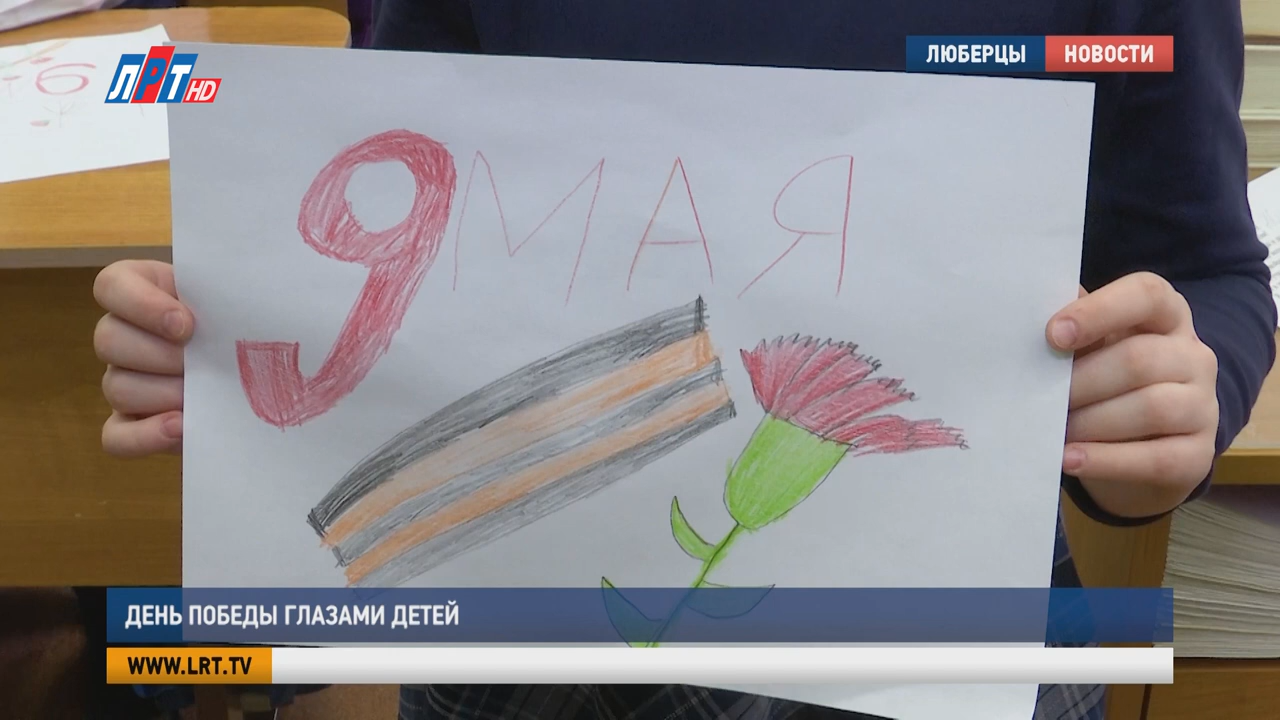 ЛРТ HD
ЛЮБЕРЦЫ НОВОСТИ
9 МАЯ
ДЕНЬ ПОБЕДЫ ГЛАЗАМИ ДЕТЕЙ
WWW.LRT.TV